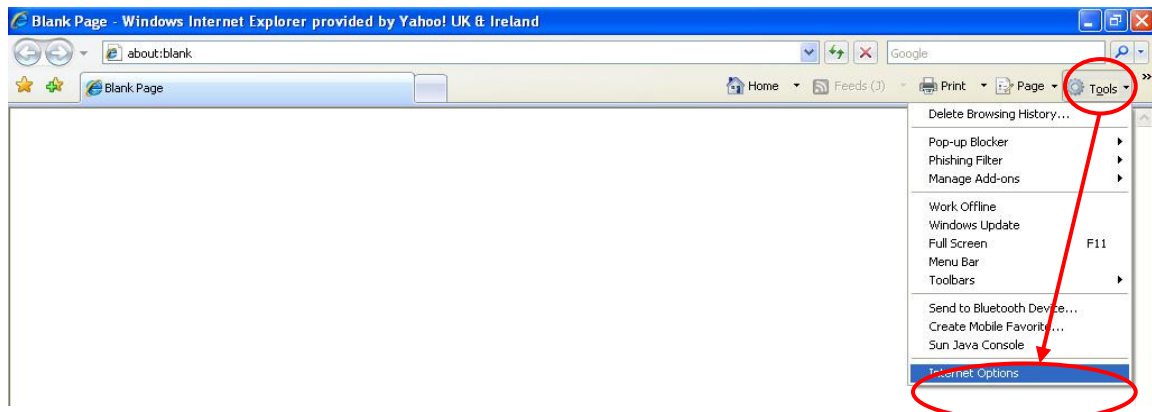 Blank Page - Windows Internet Explorer provided by Yahoo! UK & Ireland
about:blank
Google
Blank Page
Home
Feeds (J)
Print
Page
Tools
Delete Browsing History...
Pop-up Blocker
Phishing Filter
Manage Add-ons
Work Offline
Windows Update
Full Screen F11
Menu Bar
Toolbars
Send to Bluetooth Device...
Create Mobile Favorite...
Sun Java Console
Internet Options